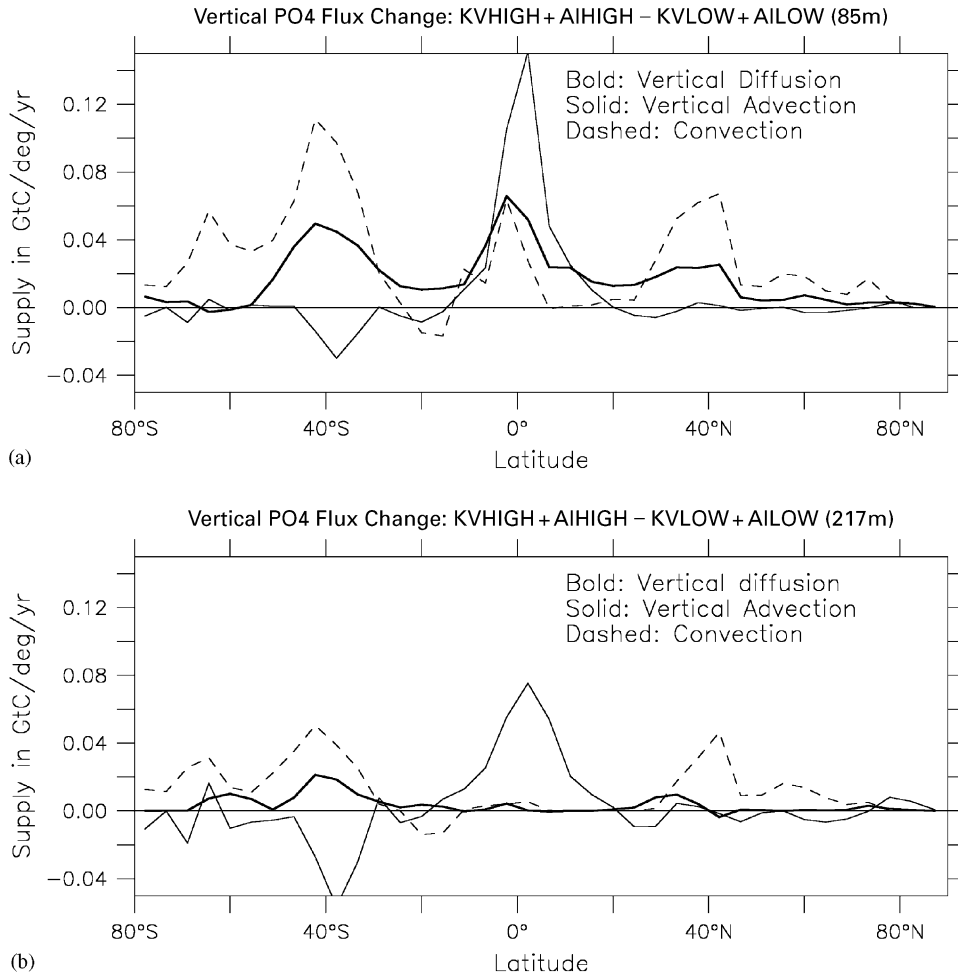 Vertical PO4 Flux Change: KVHIGH+AIHIGH – KVLOW+AILOW (85m)
Bold: Vertical Diffusion
Solid: Vertical Advection
Dashed: Convection
Supply in GtC/deg/yr
0.12
0.08
0.04
0.00
−0.04
80°S 40°S 0° 40°N 80°N
Latitude
(a)
Vertical PO4 Flux Change: KVHIGH+AIHIGH – KVLOW+AILOW (217m)
Bold: Vertical diffusion
Solid: Vertical Advection
Dashed: Convection
Supply in GtC/deg/yr
0.12
0.08
0.04
0.00
−0.04
80°S 40°S 0° 40°N 80°N
Latitude
(b)